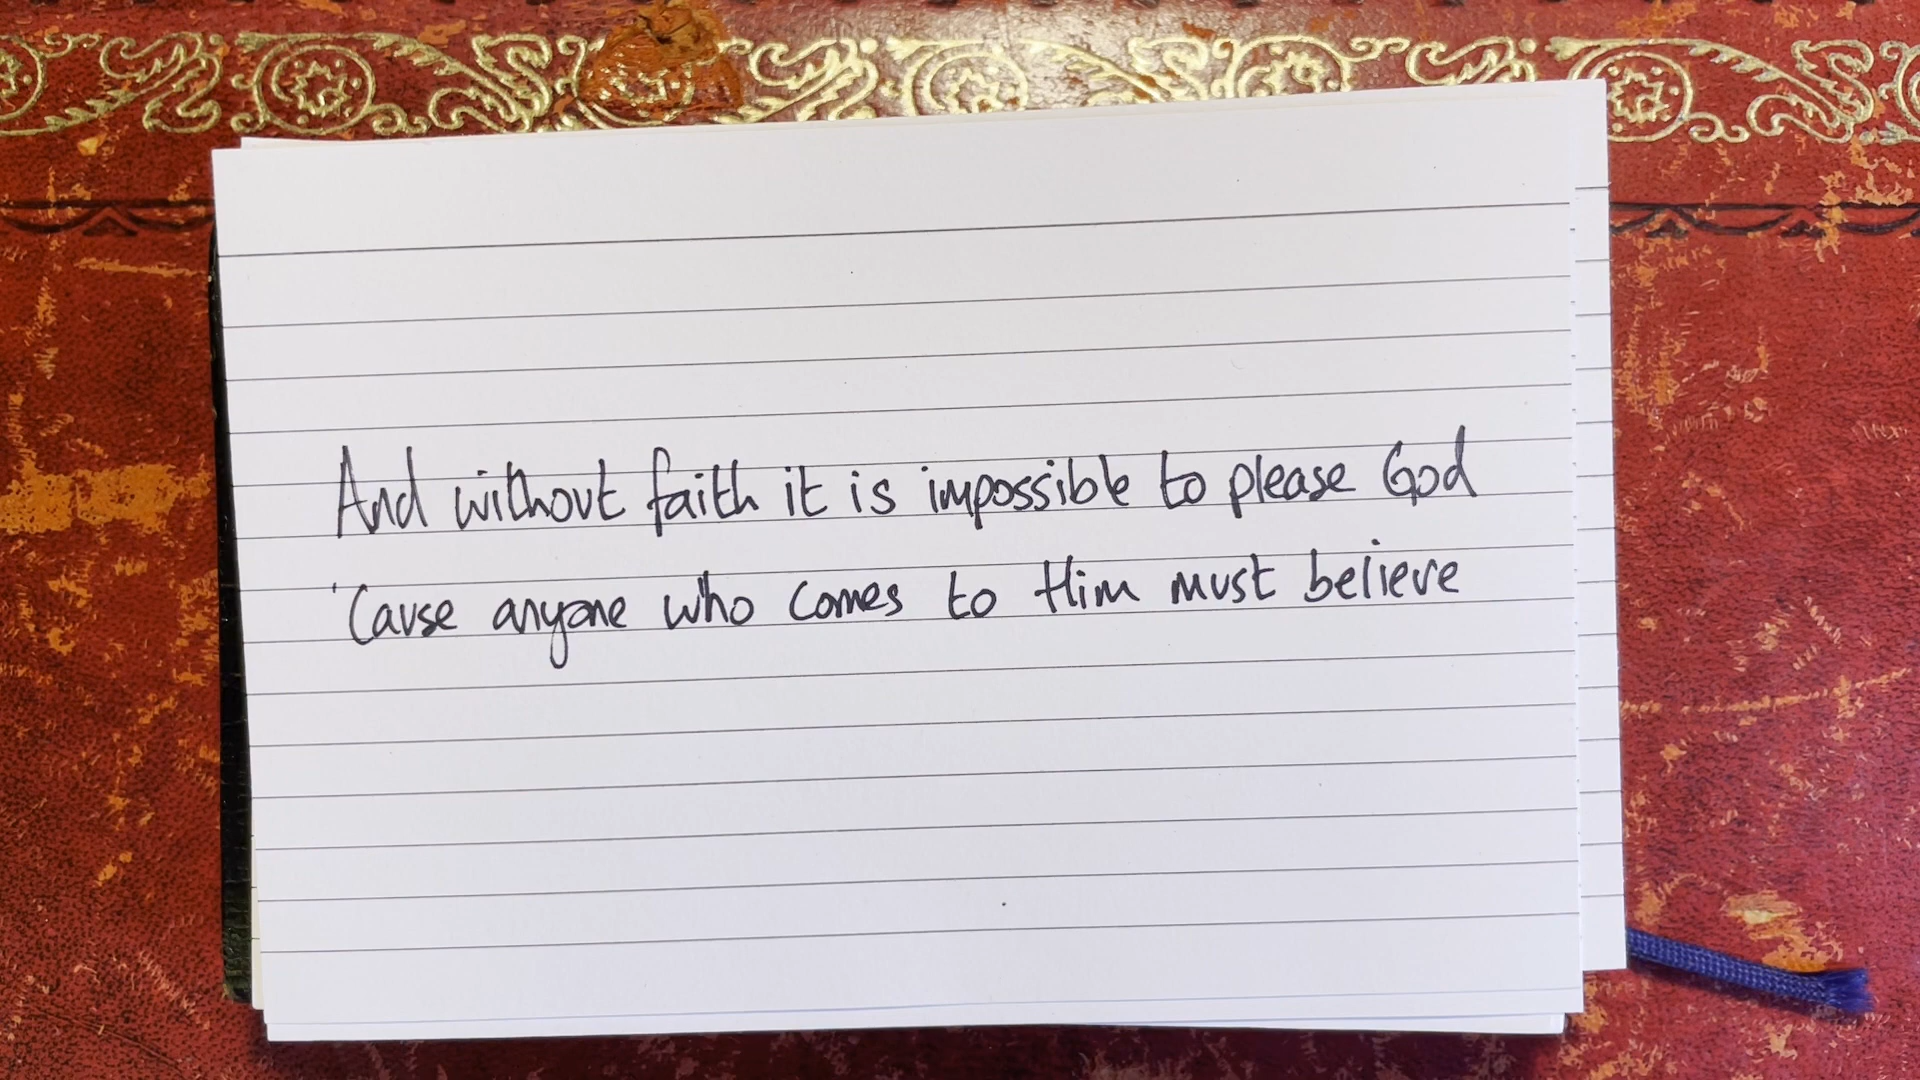 And without faith it is impossible to please God
'Cause anyone who comes to Him must believe